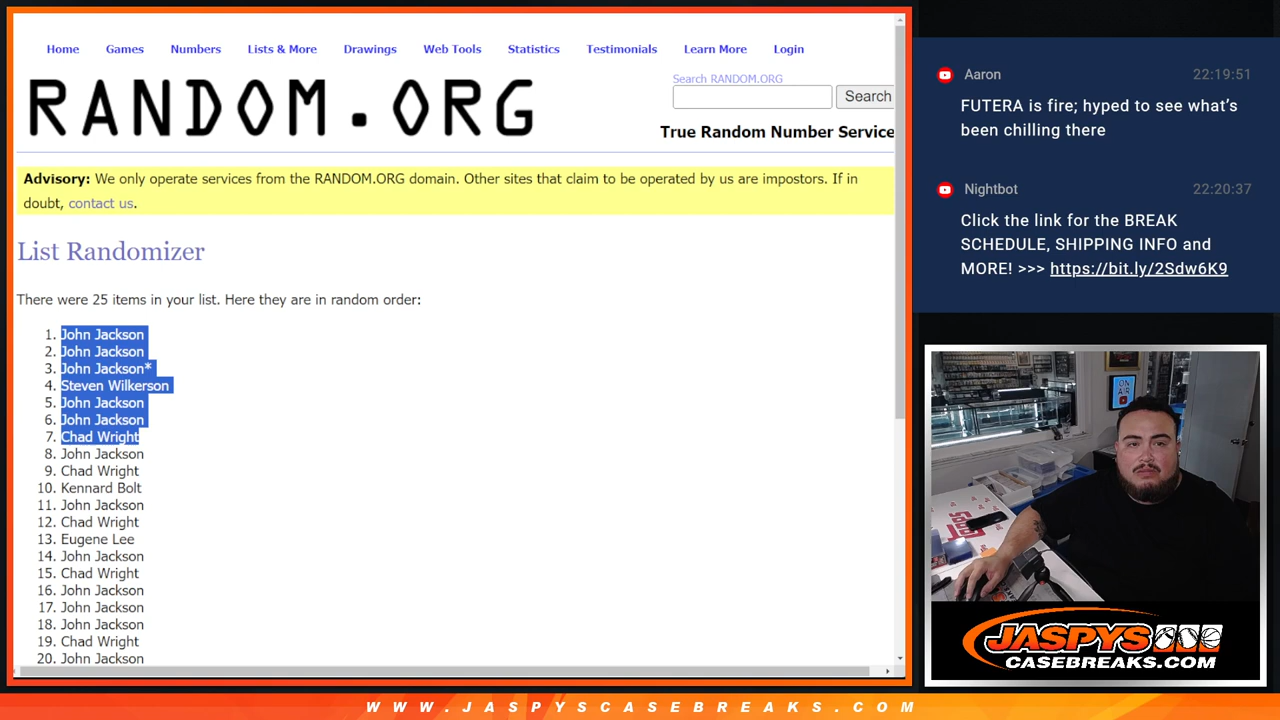 Home Games Numbers Lists & More Drawings Web Tools Statistics Testimonials Learn More Login
RANDOM.ORG
Search RANDOM.ORG
Search
True Random Number Service
Advisory: We only operate services from the RANDOM.ORG domain. Other sites that claim to be operated by us are impostors. If in
doubt, contact us.
List Randomizer
There were 25 items in your list. Here they are in random order:
1. John Jackson
2. John Jackson
3. John Jackson*
4. Steven Wilkerson
5. John Jackson
6. John Jackson
7. Chad Wright
8. John Jackson
9. Chad Wright
10. Kennard Bolt
11. John Jackson
12. Chad Wright
13. Eugene Lee
14. John Jackson
15. Chad Wright
16. John Jackson
17. John Jackson
18. John Jackson
19. Chad Wright
20. John Jackson
Aaron 22:19:51
FUTERA is fire; hyped to see what's
been chilling there
Nightbot 22:20:37
Click the link for the BREAK
SCHEDULE, SHIPPING INFO and
MORE! >>> https://bit.ly/2Sdw6K9
ON AIR
JASPYS
CASEBREAKS.COM
WWW.JASPYSCASEBREAKS.COM